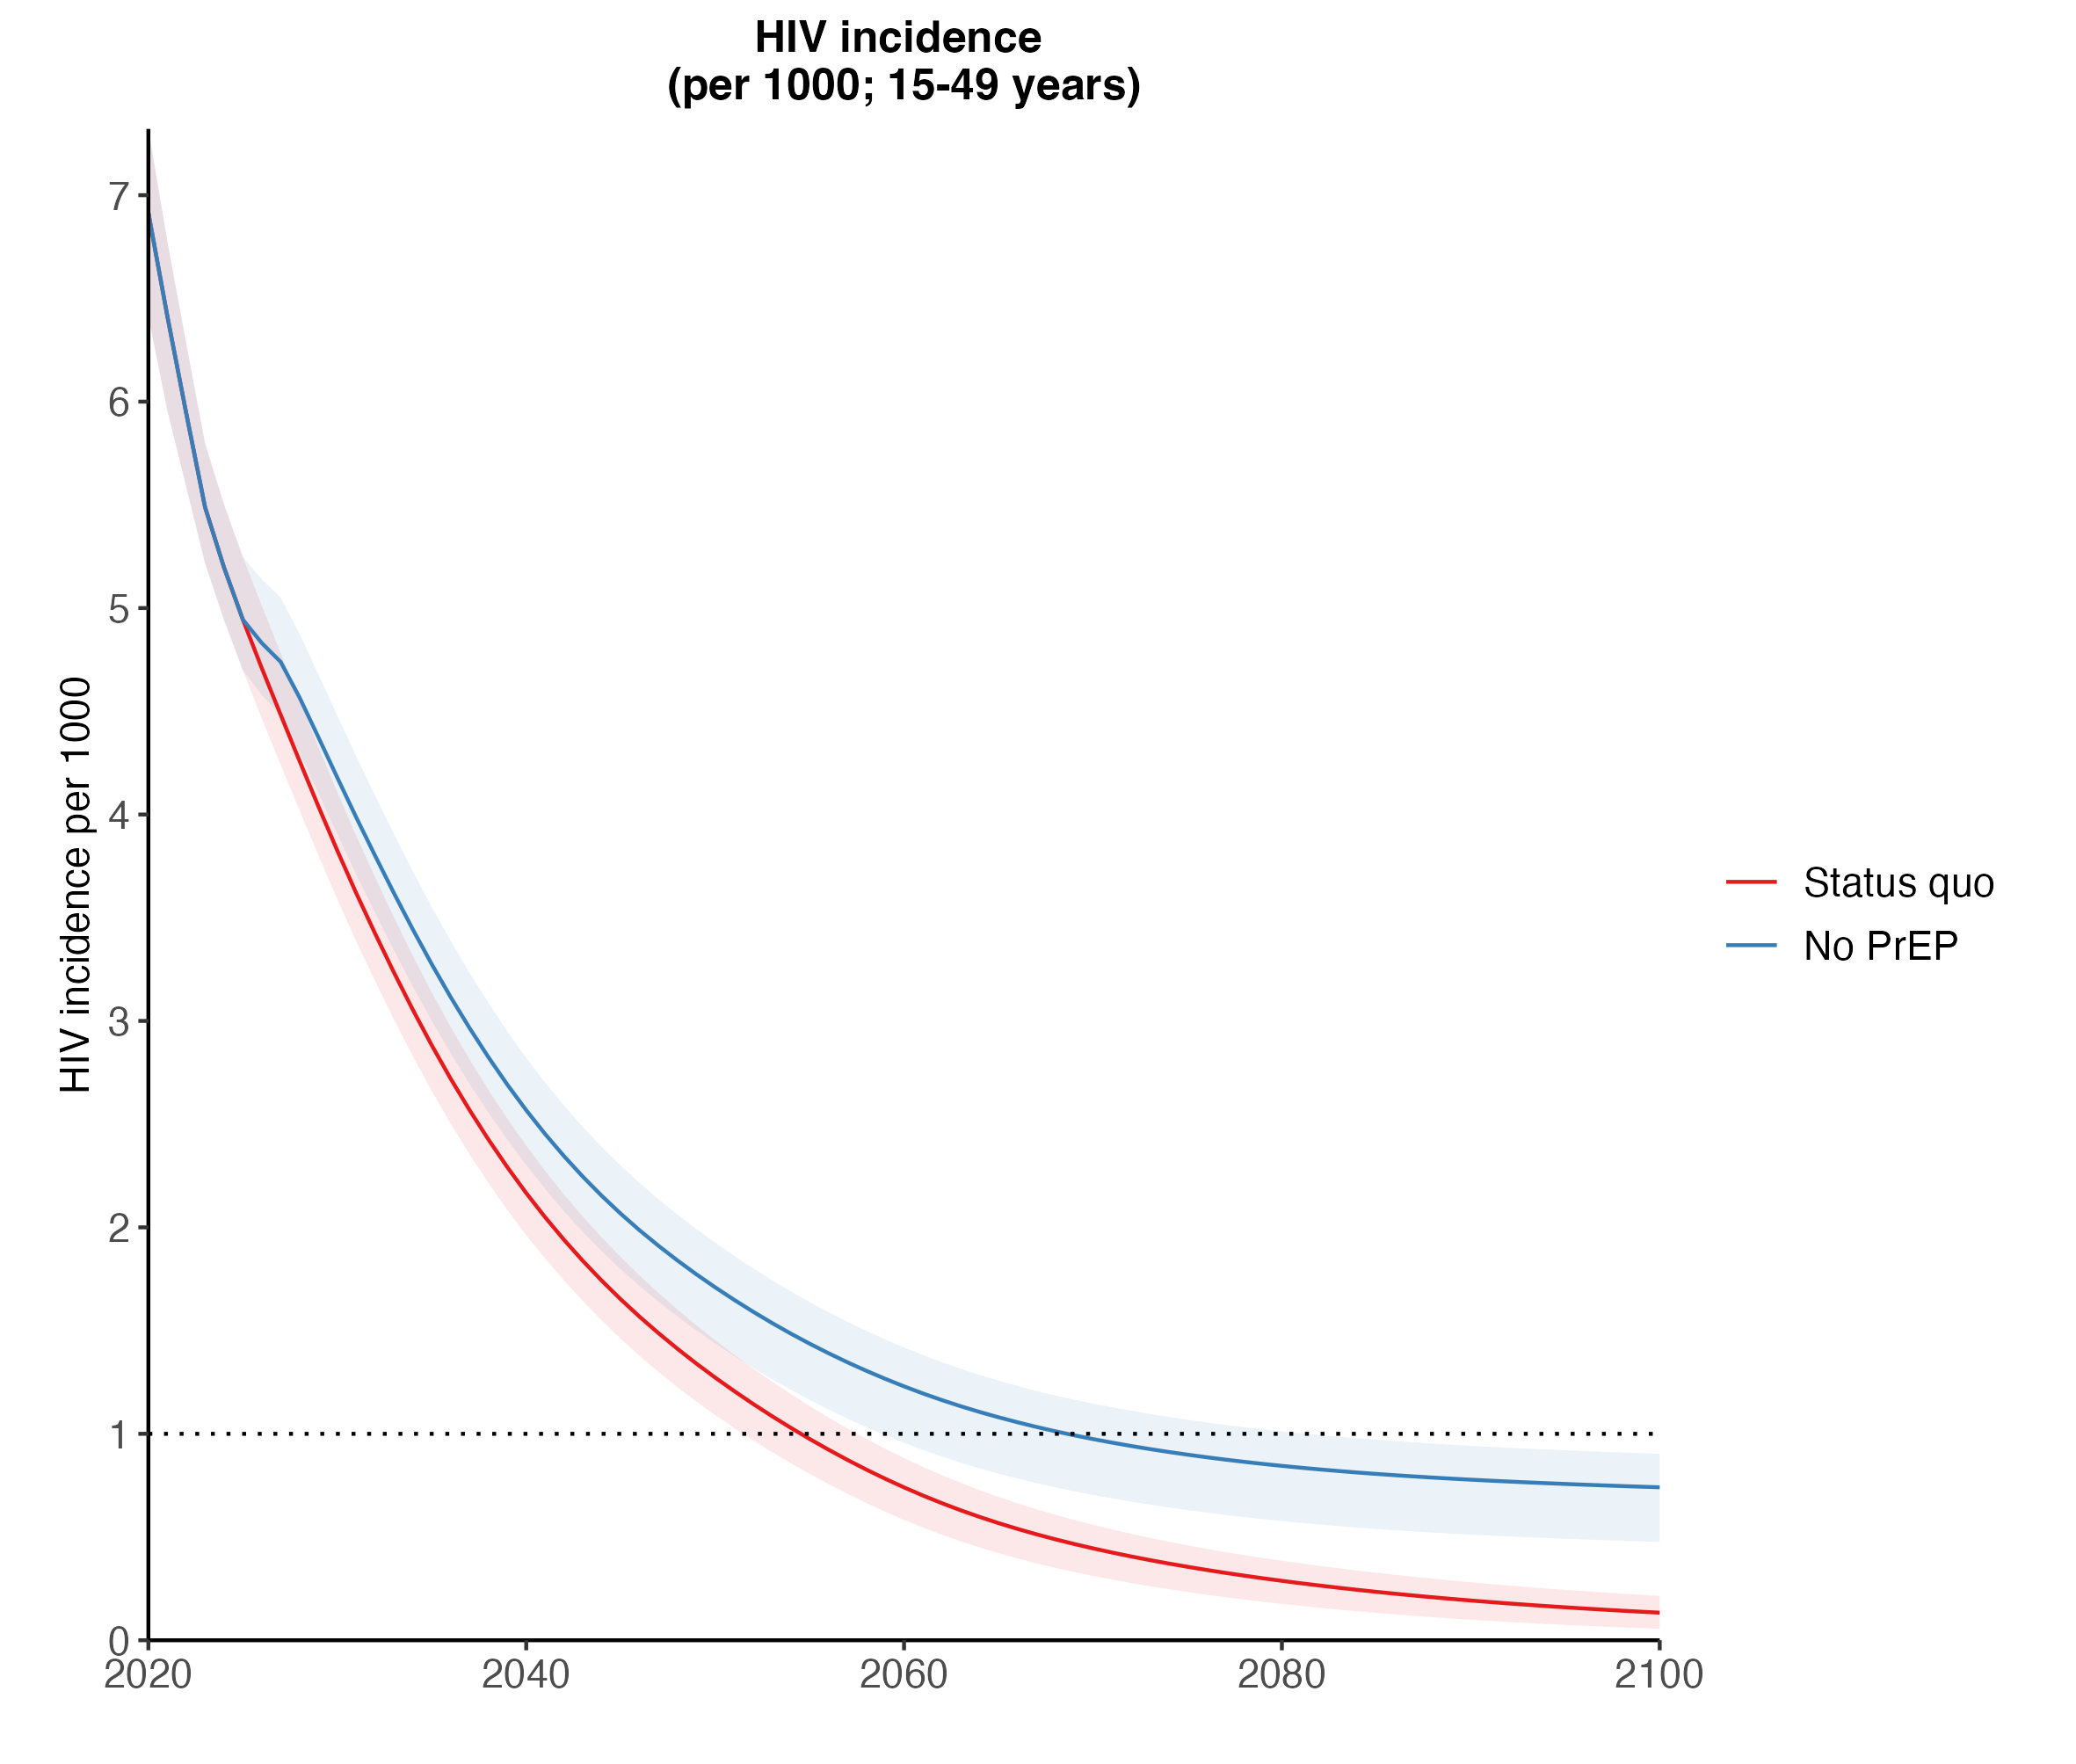 HIV incidence
(per 1000; 15-49 years)
HIV incidence per 1000
7
6
5
4
3
2
1
0
2020
2040
2060
2080
2100
Status quo
No PrEP